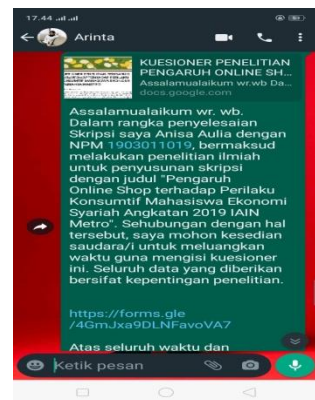 17.44
Arinta
KUESIONER PENELITIAN
PENGARUH ONLINE SH...
Assalamualaikum wr.wb Da...
docs.google.com
Assalamualaikum wr. wb.
Dalam rangka penyelesaian
Skripsi saya Anisa Aulia dengan
NPM 1903011019, bermaksud
melakukan penelitian ilmiah
untuk penyusunan skripsi
dengan judul "Pengaruh
Online Shop terhadap Perilaku
Konsumtif Mahasiswa Ekonomi
Syariah Angkatan 2019 IAIN
Metro". Sehubungan dengan hal
tersebut, saya mohon kesedian
saudara/i untuk meluangkan
waktu guna mengisi kuesioner
ini. Seluruh data yang diberikan
bersifat kepentingan penelitian.
https://forms.gle
/4GmJxa9DLNFavoVA7
Atas seluruh waktu dan
Ketik pesan